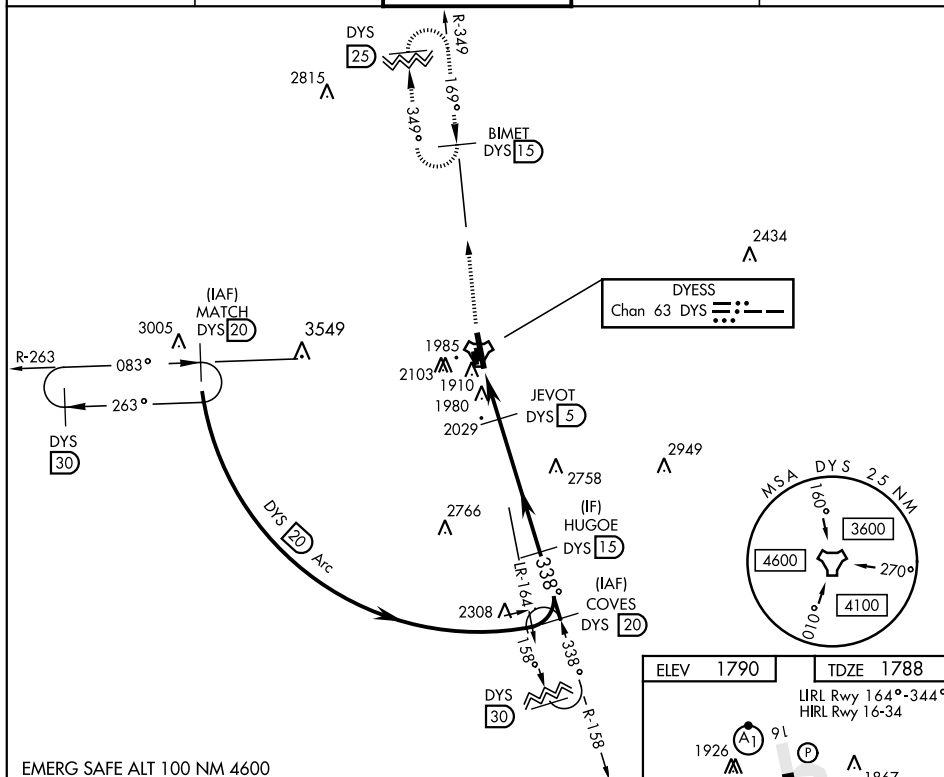 R-349
DYS
25
2815
169°
349°
BIMET
DYS 15
2434
DYESS
Chan 63 DYS
(IAF)
MATCH
DYS 20
3005
3549
R-263
083°
263°
DYS
30
1985
2103
1910
1980
2029
JEVOT
DYS 5
2949
2758
2766
(IF)
HUGOE
DYS 15
DYS 20 Arc
LR-164
338°
(IAF)
COVES
DYS 20
2308
158°
338°
DYS
30
R-158
MSA DYS 25 NM
160°
3600
4600
270°
4100
010°
ELEV 1790
TDZE 1788
LIRL Rwy 164°-344°
HIRL Rwy 16-34
A1
16
P
1926
1867
EMERG SAFE ALT 100 NM 4600